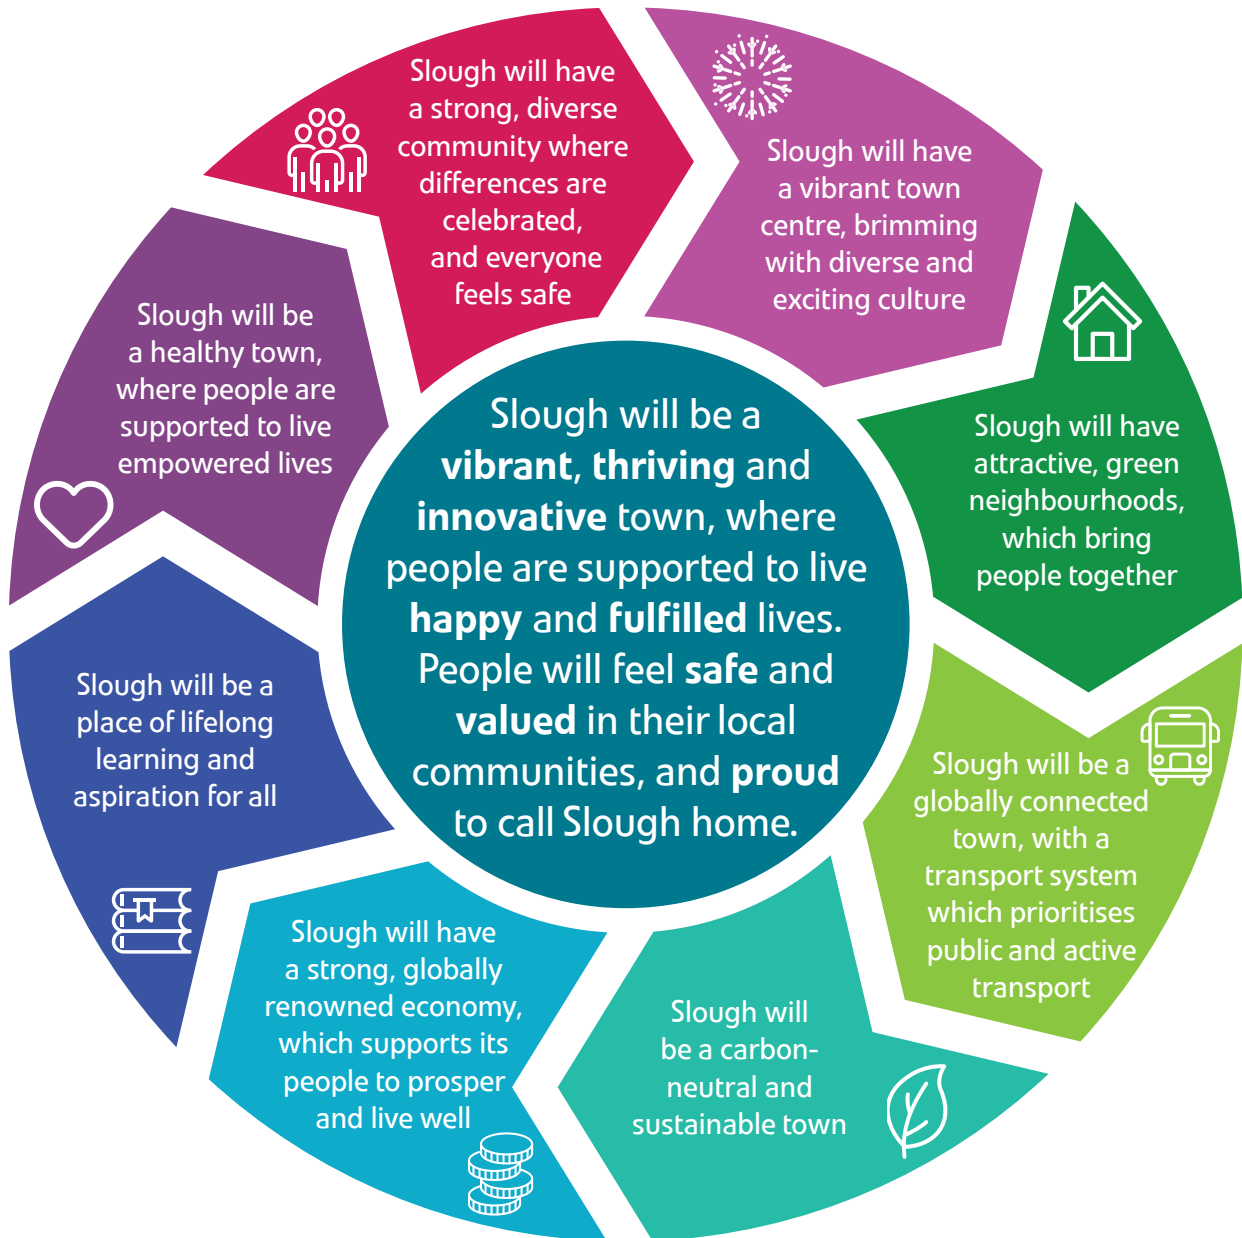 Slough will have
a strong, diverse
community where
differences are
celebrated,
and everyone
feels safe
Slough will have
a vibrant town
centre, brimming
with diverse and
exciting culture
Slough will have
attractive, green
neighbourhoods,
which bring
people together
Slough will be a
globally connected
town, with a
transport system
which prioritises
public and active
transport
Slough will
be a carbon-
neutral and
sustainable town
Slough will have
a strong, globally
renowned economy,
which supports its
people to prosper
and live well
Slough will be a
place of lifelong
learning and
aspiration for all
Slough will be
a healthy town,
where people are
supported to live
empowered lives
Slough will be a
vibrant, thriving and
innovative town, where
people are supported to live
happy and fulfilled lives.
People will feel safe and
valued in their local
communities, and proud
to call Slough home.